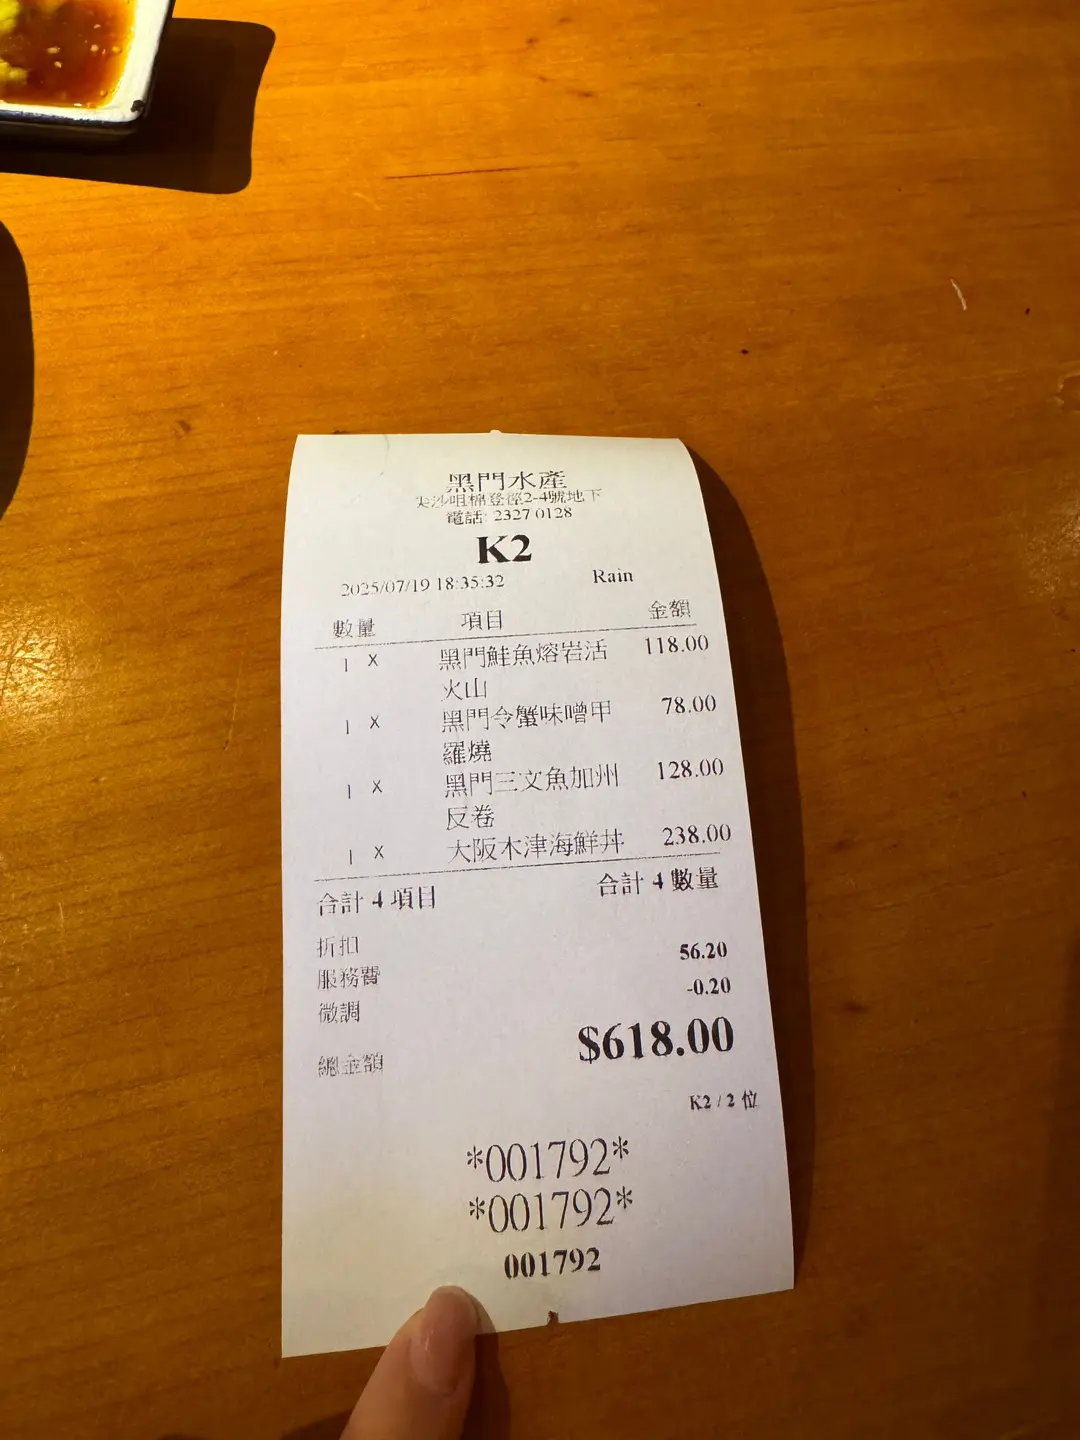 黑門水產
尖沙咀棉登徑2-4號地下
電話: 2327 0128
K2
2025/07/19 18:35:32 Rain
數量 項目 金額
1 X 黑門鮭魚熔岩活 118.00
火山
1 X 黑門令蟹味噌甲 78.00
羅燒
1 X 黑門三文魚加州 128.00
反卷
1 X 大阪木津海鮮丼 238.00
合計 4 項目 合計 4 數量
折扣
服務費 56.20
微調 -0.20
總金額 $618.00
K2 / 2 位
*001792*
*001792*
001792